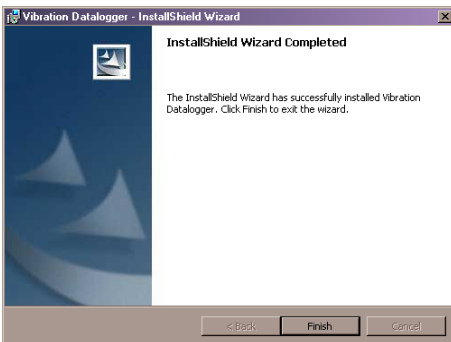 Vibration Datalogger - InstallShield Wizard
InstallShield Wizard Completed
The InstallShield Wizard has successfully installed Vibration
Datalogger. Click Finish to exit the wizard.
< Back
Finish
Cancel